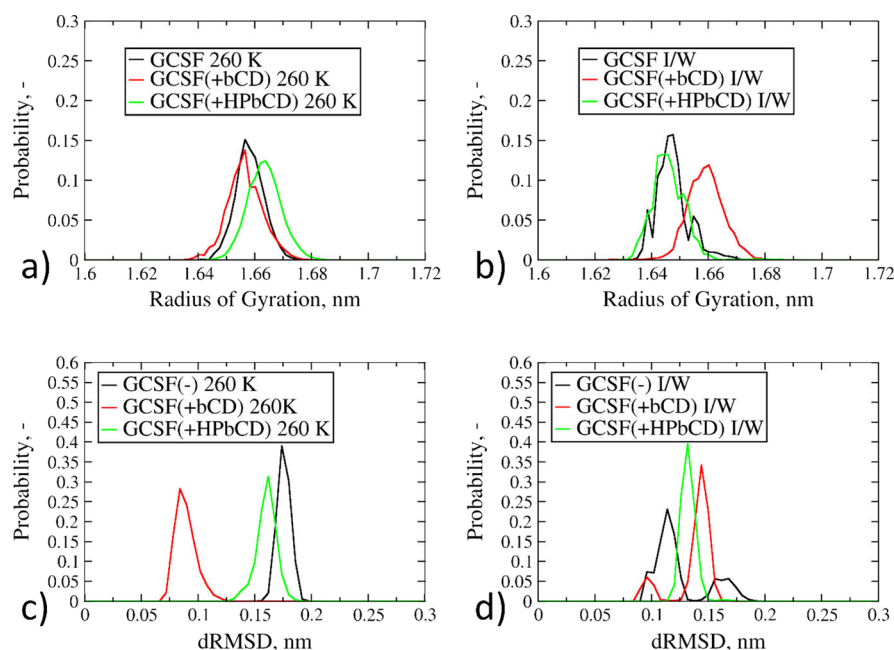 0.3
0.25
0.2
0.15
0.1
0.05
0
Probability, -
GCSF 260 K
GCSF(+bCD) 260 K
GCSF(+HPbCD) 260 K
a)
1.6 1.62 1.64 1.66 1.68 1.7 1.72
Radius of Gyration, nm
0.3
0.25
0.2
0.15
0.1
0.05
0
Probability, -
GCSF I/W
GCSF(+bCD) I/W
GCSF(+HPbCD) I/W
b)
1.6 1.62 1.64 1.66 1.68 1.7 1.72
Radius of Gyration, nm
0.6
0.55
0.5
0.45
0.4
0.35
0.3
0.25
0.2
0.15
0.1
0.05
0
Probability, -
GCSF(-) 260 K
GCSF(+bCD) 260K
GCSF(+HPbCD) 260 K
c)
0 0.05 0.1 0.15 0.2 0.25 0.3
dRMSD, nm
0.6
0.55
0.5
0.45
0.4
0.35
0.3
0.25
0.2
0.15
0.1
0.05
0
Probability, -
GCSF(-) I/W
GCSF(+bCD) I/W
GCSF(+HPbCD) I/W
d)
0 0.05 0.1 0.15 0.2 0.25 0.3
dRMSD, nm